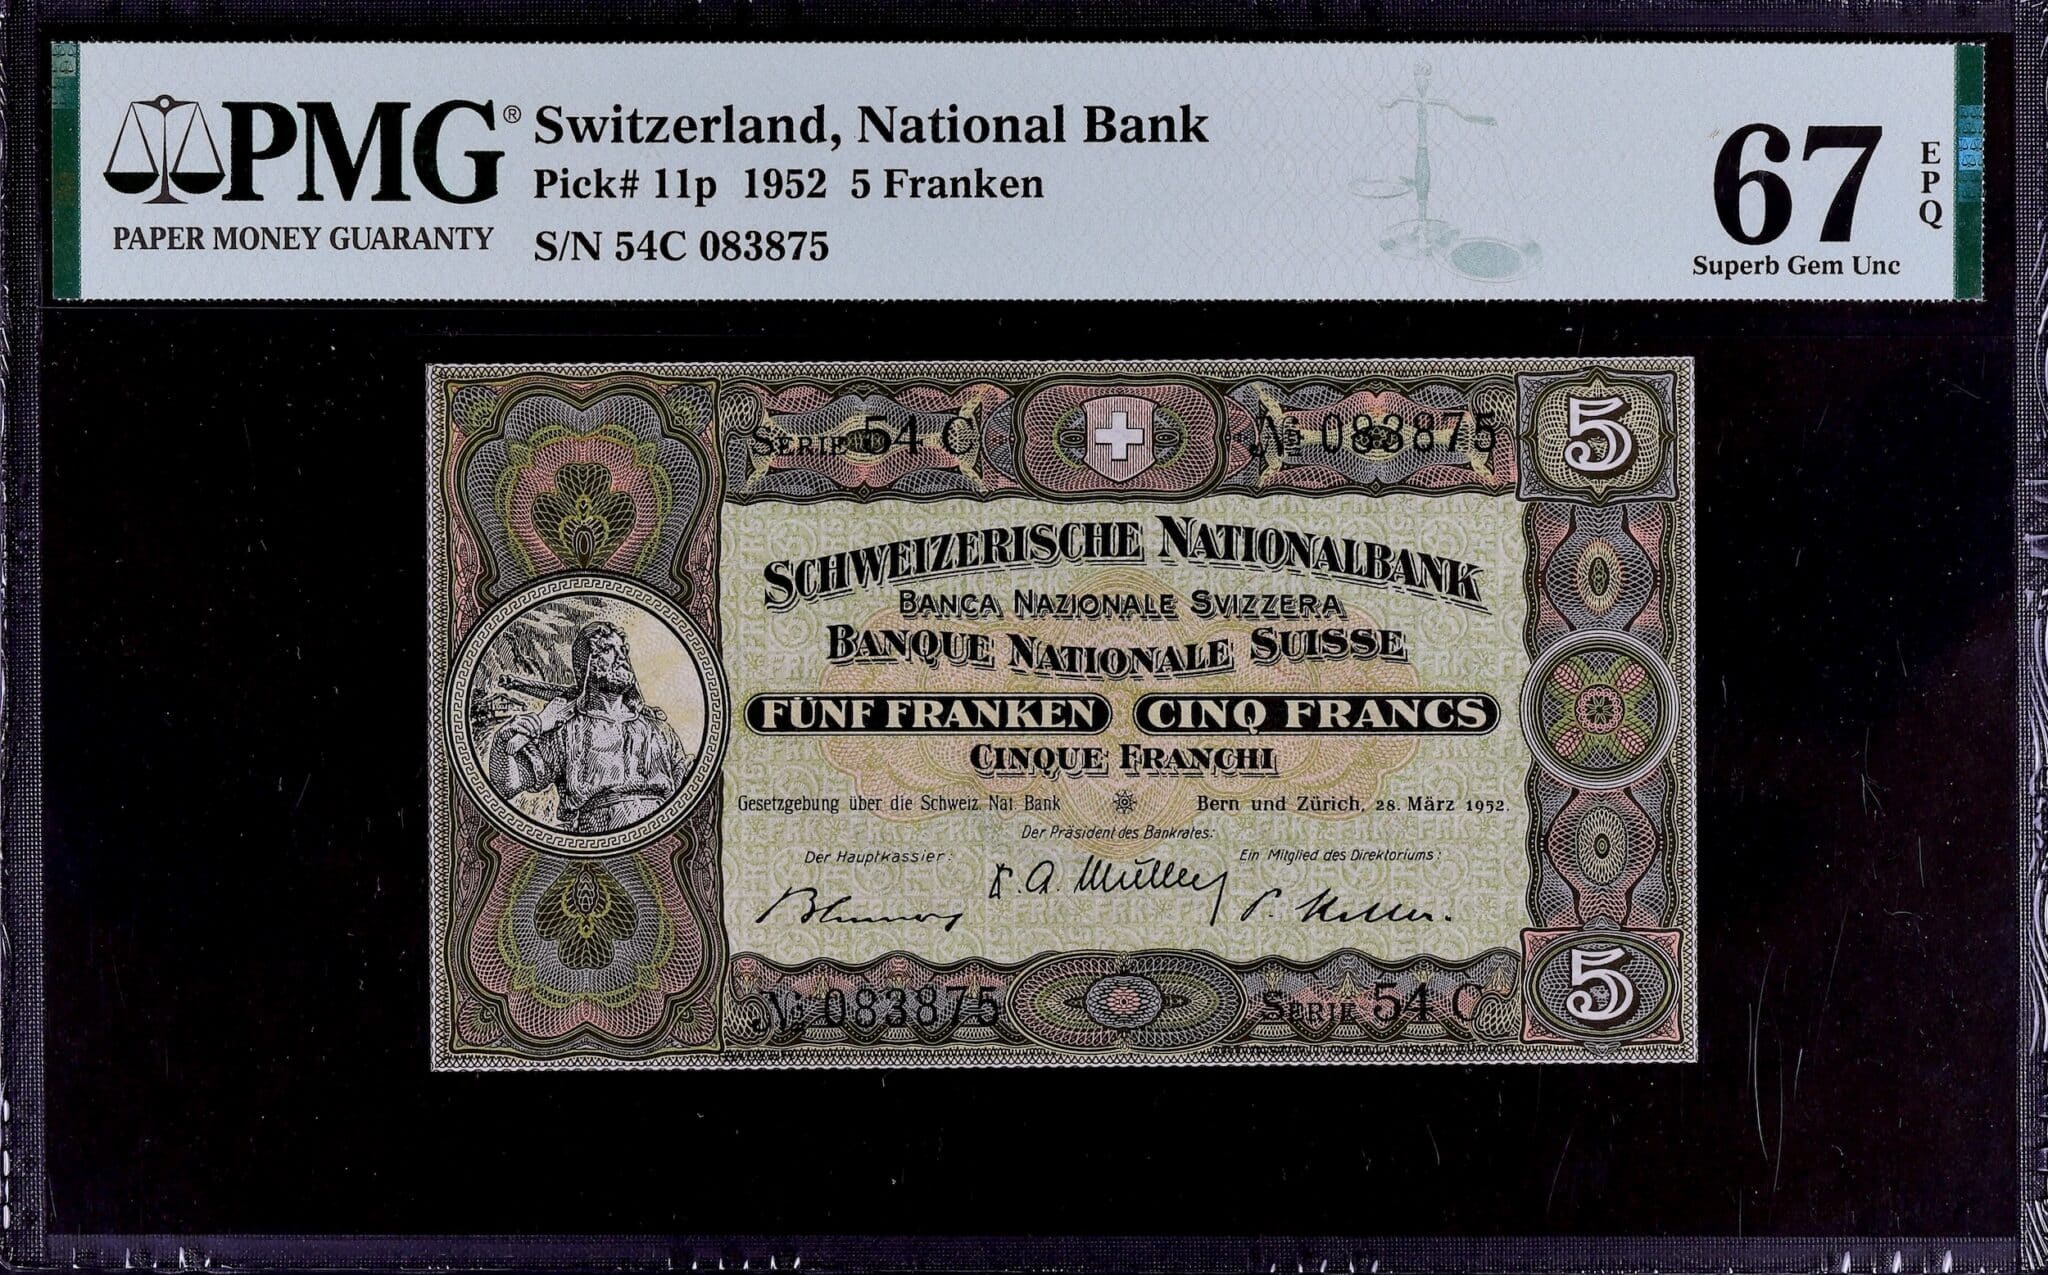 PMG®
PAPER MONEY GUARANTY
Switzerland, National Bank
Pick# 11p 1952 5 Franken
S/N 54C 083875
67
EPQ
Superb Gem Unc
SERIE 54 C
№ 083875
5
SCHWEIZERISCHE NATIONALBANK
BANCA NAZIONALE SVIZZERA
BANQUE NATIONALE SUISSE
FÜNF FRANKEN CINQ FRANCS
CINQUE FRANCHI
Gesetzgebung über die Schweiz Nat Bank
Bern und Zürich, 28. März 1952.
Der Präsident des Bankrates:
Der Hauptkassier:
Ein Mitglied des Direktoriums:
A. Müller
№ 083875
SERIE 54 C
5